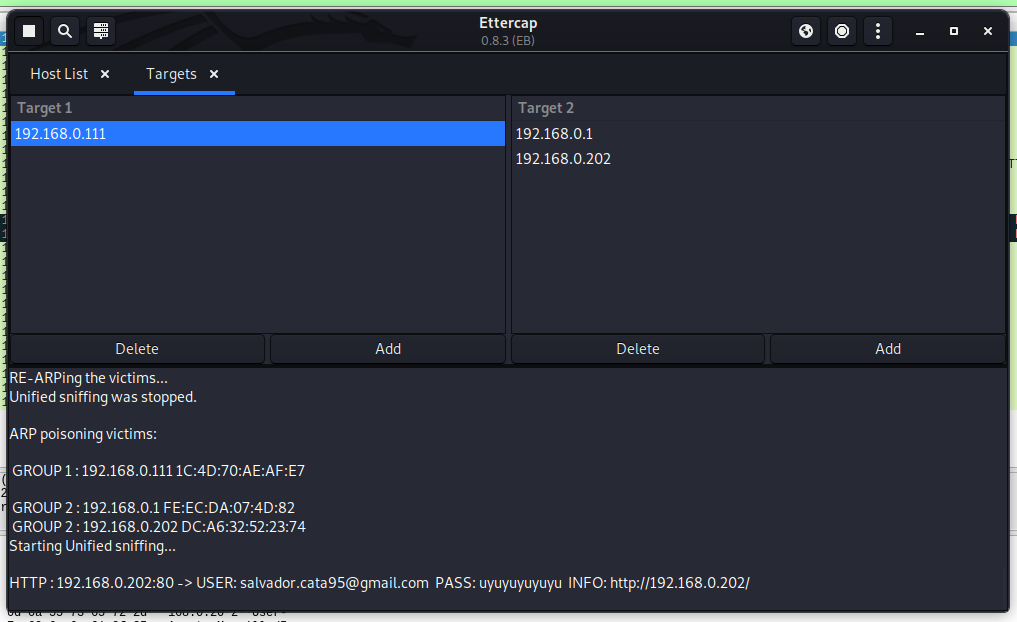 Ettercap
0.8.3 (EB)
Host List
Targets
Target 1
Target 2
192.168.0.111
192.168.0.1
192.168.0.202
Delete
Add
Delete
Add
RE-ARPing the victims...
Unified sniffing was stopped.
ARP poisoning victims:
GROUP 1 : 192.168.0.111 1C:4D:70:AE:AF:E7
GROUP 2 : 192.168.0.1 FE:EC:DA:07:4D:82
GROUP 2 : 192.168.0.202 DC:A6:32:52:23:74
Starting Unified sniffing...
HTTP : 192.168.0.202:80 -> USER: salvador.cata95@gmail.com PASS: uyuyuyuyuyu INFO: http://192.168.0.202/